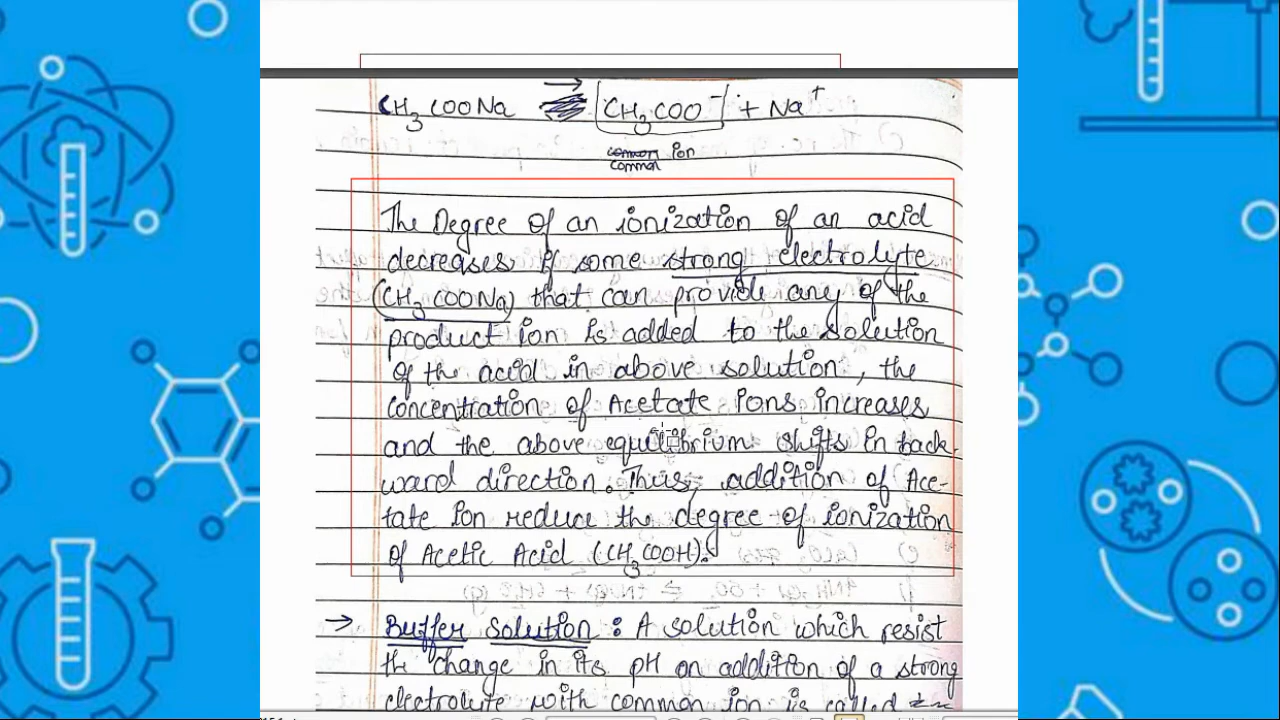 CH3COONa → CH3COO⁻ + Na⁺
common ion
The Degree of an ionization of an acid
decreases, if some strong electrolyte
(CH3COONa) that can provide any of the
product ion is added to the solution
of the acid in above solution, the
concentration of Acetate ions increases
and the above equilibrium shifts in back-
ward direction. Thus, addition of Ace-
tate ion reduce the degree of ionization
of Acetic Acid (CH3COOH).
→ Buffer Solution : A solution which resist
the change in its pH on addition of a strong
electrolyte with common ion is called